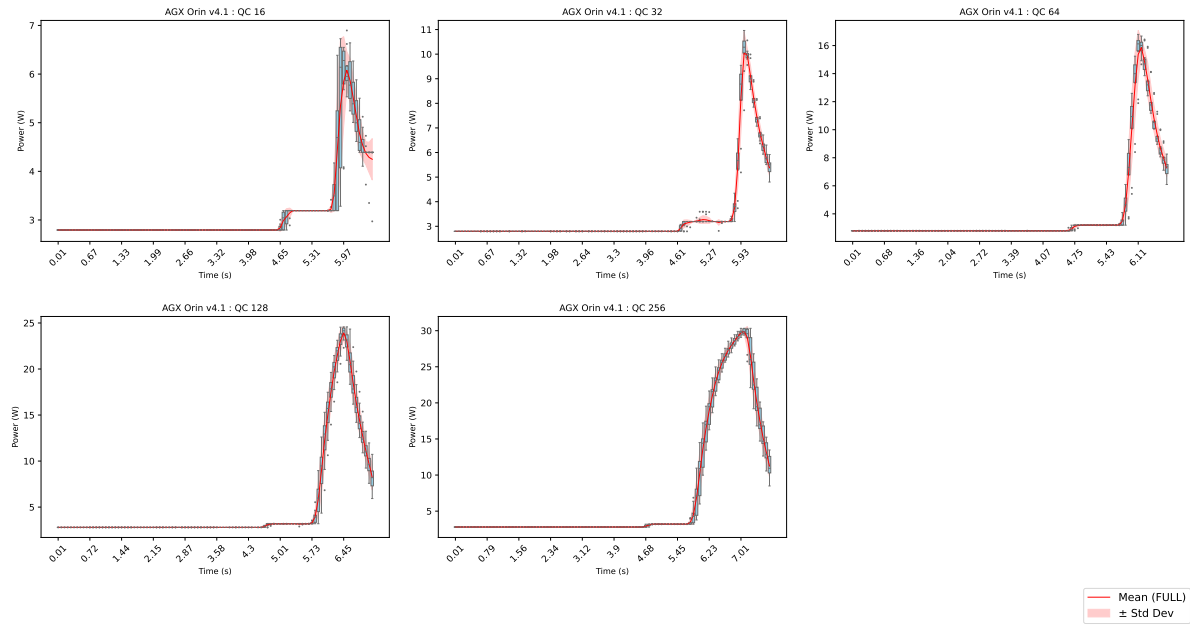 AGX Orin v4.1 : QC 16
7
6
5
4
3
Power (W)
0.01 0.67 1.33 1.99 2.66 3.32 3.98 4.65 5.31 5.97
Time (s)
AGX Orin v4.1 : QC 32
11
10
9
8
7
6
5
4
3
Power (W)
0.01 0.67 1.32 1.98 2.64 3.3 3.96 4.61 5.27 5.93
Time (s)
AGX Orin v4.1 : QC 64
16
14
12
10
8
6
4
Power (W)
0.01 0.68 1.36 2.04 2.72 3.39 4.07 4.75 5.43 6.11
Time (s)
AGX Orin v4.1 : QC 128
25
20
15
10
5
Power (W)
0.01 0.72 1.44 2.15 2.87 3.58 4.3 5.01 5.73 6.45
Time (s)
AGX Orin v4.1 : QC 256
30
25
20
15
10
5
Power (W)
0.01 0.79 1.56 2.34 3.12 3.9 4.68 5.45 6.23 7.01
Time (s)
Mean (FULL)
± Std Dev